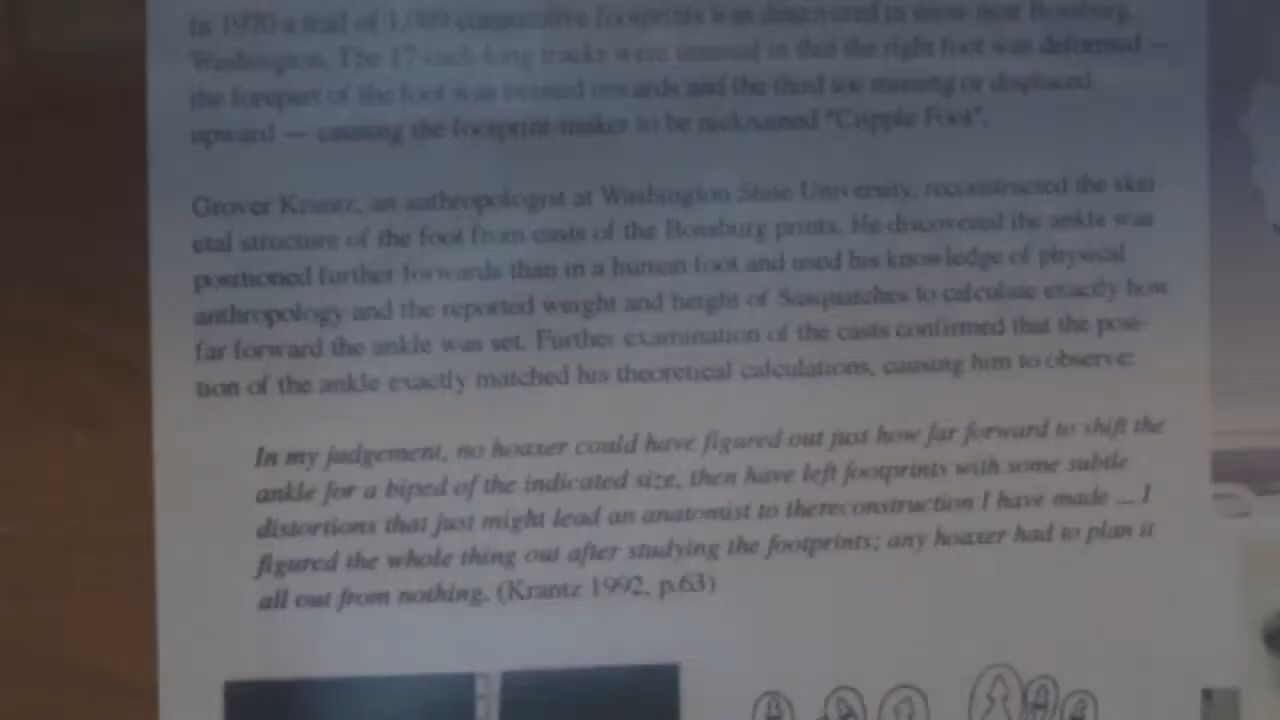 In 1970 a trail of 1,089 consecutive footprints was discovered in snow near Bossburg,
Washington. The 17-inch-long tracks were unusual in that the right foot was deformed —
the forepart of the foot was twisted inwards and the third toe missing or displaced
upward — causing the footprint-maker to be nicknamed "Cripple Foot".
Grover Krantz, an anthropologist at Washington State University, reconstructed the skel
etal structure of the foot from casts of the Bossburg prints. He discovered the ankle was
positioned further forwards than in a human foot and used his knowledge of physical
anthropology and the reported weight and height of Sasquatches to calculate exactly how
far forward the ankle was set. Further examination of the casts confirmed that the posi-
tion of the ankle exactly matched his theoretical calculations, causing him to observe:
In my judgement, no hoaxer could have figured out just how far forward to shift the
ankle for a biped of the indicated size, then have left footprints with some subtle
distortions that just might lead an anatomist to thereconstruction I have made ... I
figured the whole thing out after studying the footprints; any hoaxer had to plan it
all out from nothing. (Krantz 1992, p.63)